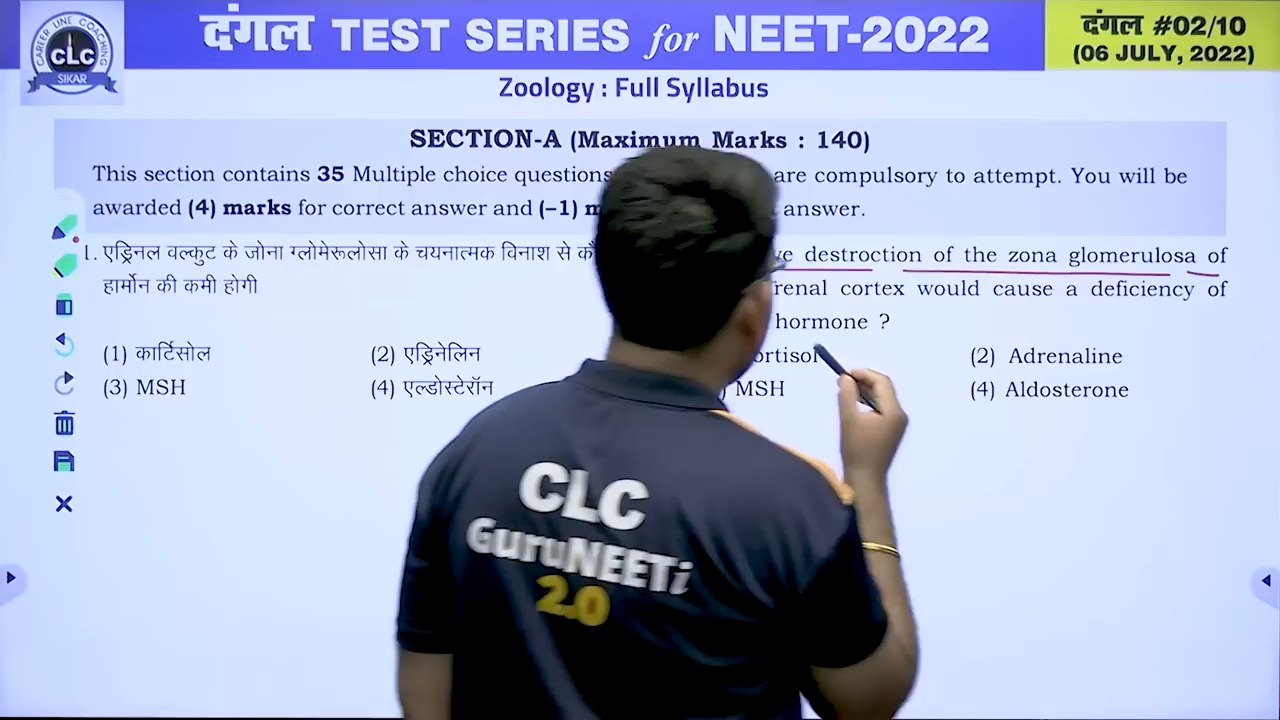 दंगल TEST SERIES for NEET-2022
दंगल #02/10
(06 JULY, 2022)
CAREER LINE COACHING
CLC
SIKAR
Zoology : Full Syllabus
SECTION-A (Maximum Marks : 140)
This section contains 35 Multiple choice questions are compulsory to attempt. You will be
awarded (4) marks for correct answer and (–1) answer.
1. एड्रिनल वल्कुट के जोना ग्लोमेरूलोसा के चयनात्मक विनाश से
हार्मोन की कमी होगी
(1) कार्टिसोल (2) एड्रिनेलिन
(3) MSH (4) एल्डोस्टेरॉन
destrction of the zona glomerulosa of
cortex would cause a deficiency of
hormone ?
(2) Adrenaline
MSH (4) Aldosterone
CLC
GuruNEETi
2.0